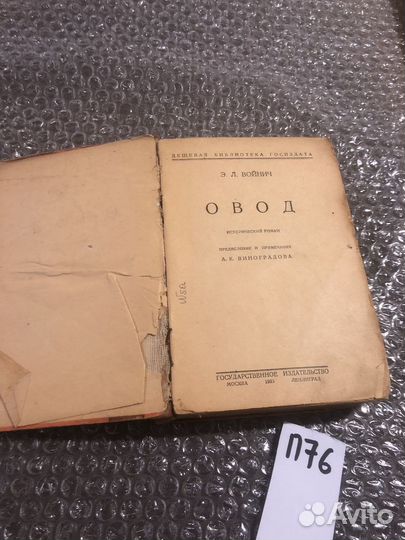 ДЕШЕВАЯ БИБЛИОТЕКА ГОСИЗДАТА
Э. Л. ВОЙНИЧ
ОВОД
ИСТОРИЧЕСКИЙ РОМАН
ПРЕДИСЛОВИЕ И ПРИМЕЧАНИЯ
А. К. ВИНОГРАДОВА
ГОСУДАРСТВЕННОЕ ИЗДАТЕЛЬСТВО
МОСКВА ЛЕНИНГРАД
П76
Avito